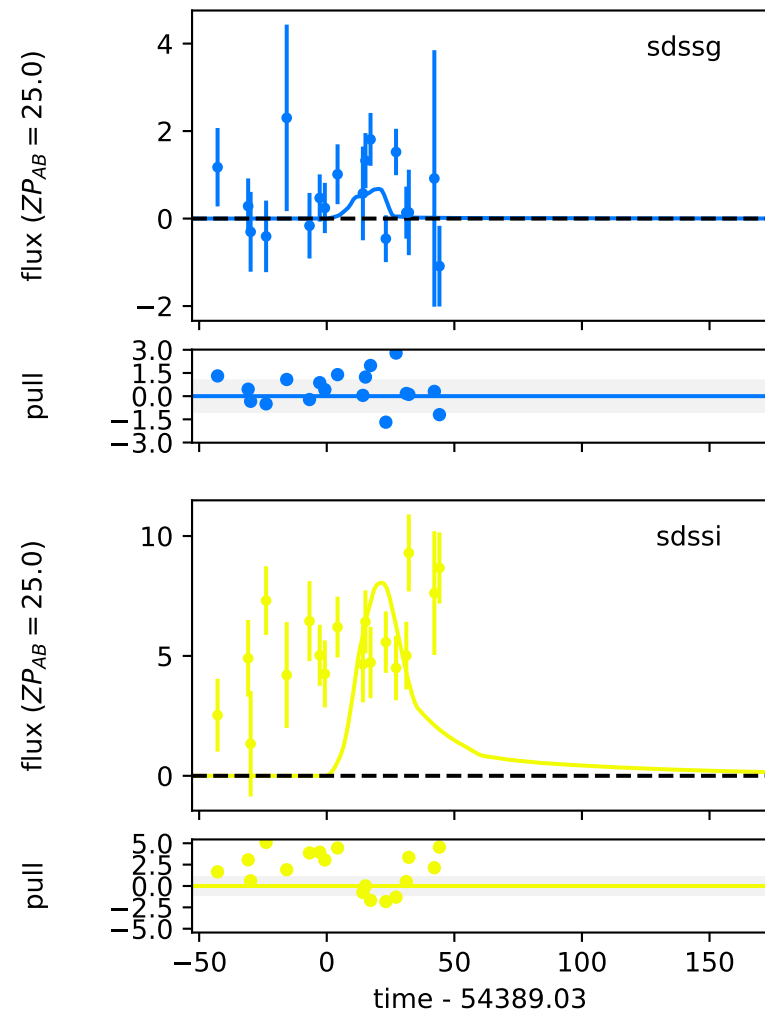 sdssg
flux (ZP_AB = 25.0)
4
2
0
−2
pull
3.0
1.5
0.0
−1.5
−3.0
sdssi
flux (ZP_AB = 25.0)
10
5
0
pull
5.0
2.5
0.0
−2.5
−5.0
−50 0 50 100 150
time - 54389.03